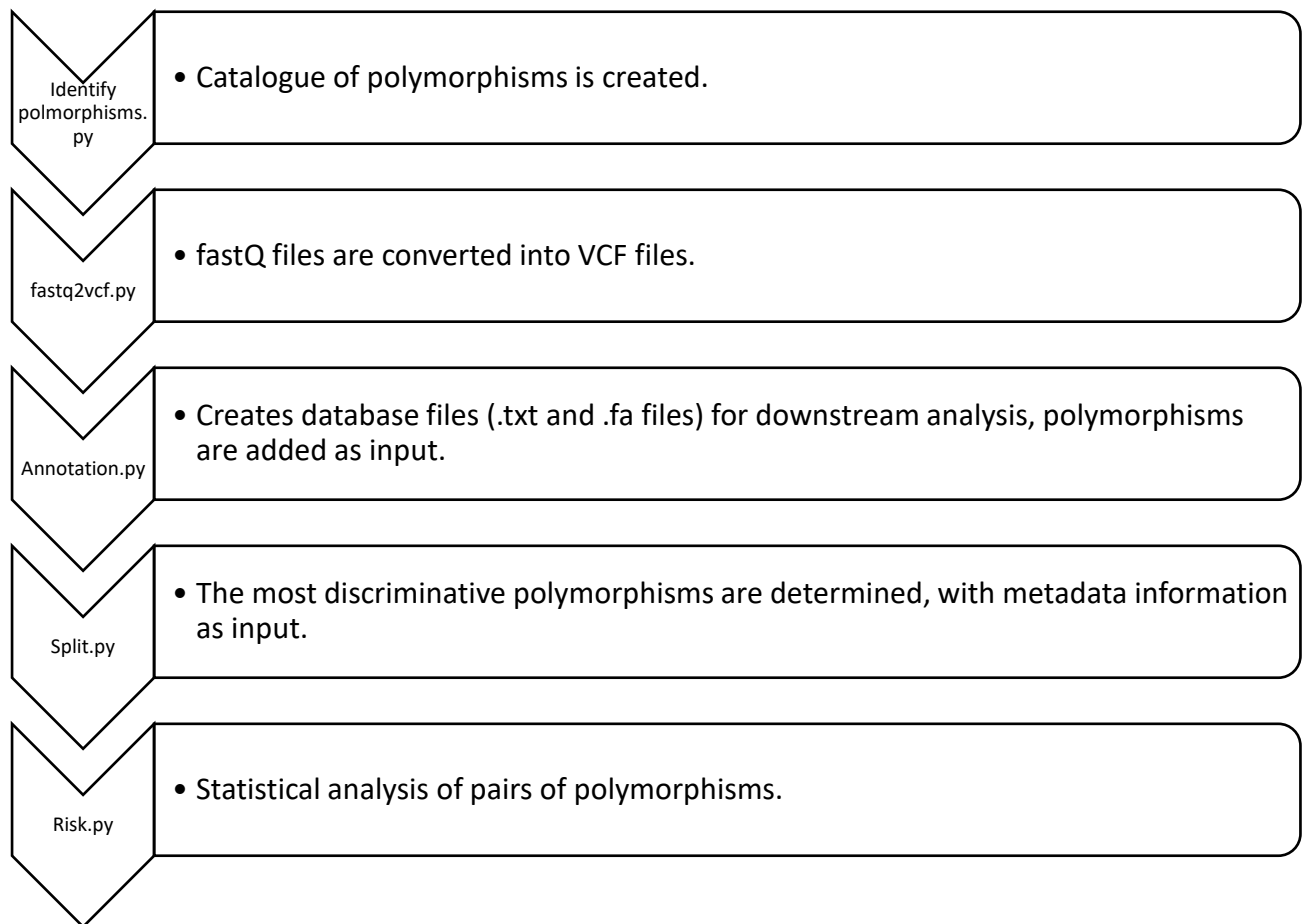 Identify
polmorphisms.
py
• Catalogue of polymorphisms is created.
fastq2vcf.py
• fastQ files are converted into VCF files.
Annotation.py
• Creates database files (.txt and .fa files) for downstream analysis, polymorphisms
are added as input.
Split.py
• The most discriminative polymorphisms are determined, with metadata information
as input.
Risk.py
• Statistical analysis of pairs of polymorphisms.